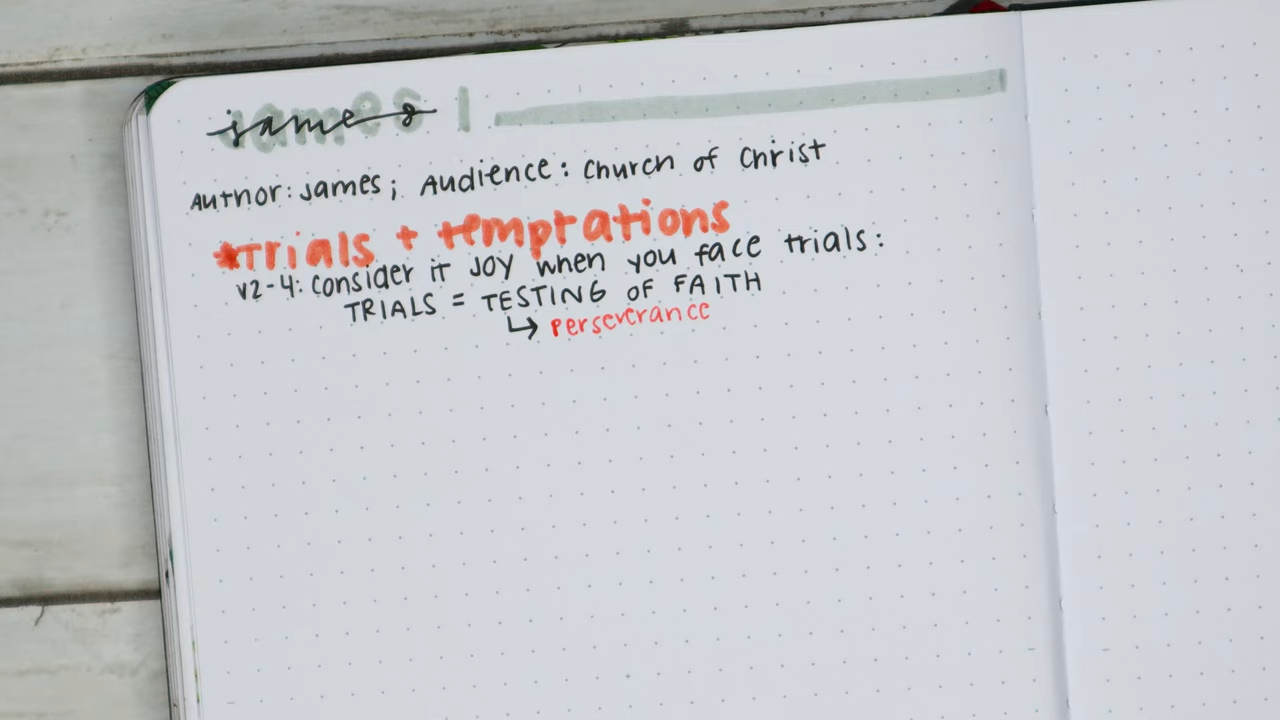 james 1
Author: James; Audience: Church of Christ
*Trials + temptations
v2-4: Consider it JOY when you face trials:
TRIALS = TESTING OF FAITH
↳ perseverance